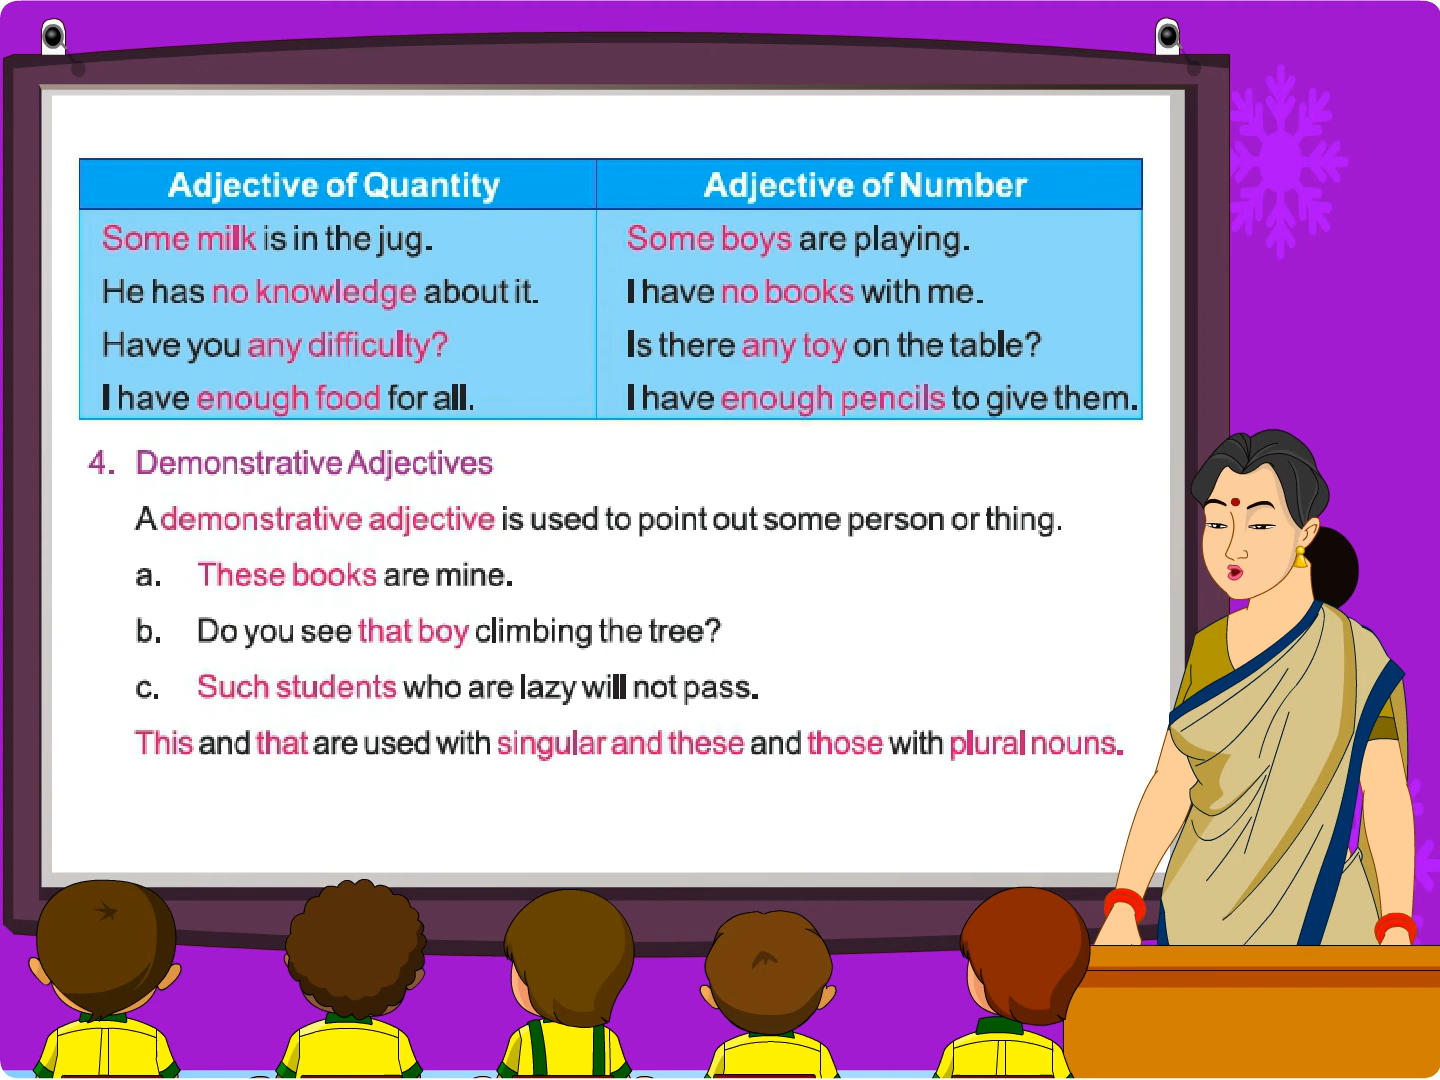 Adjective of Quantity Adjective of Number
Some milk is in the jug. Some boys are playing.
He has no knowledge about it. I have no books with me.
Have you any difficulty? Is there any toy on the table?
I have enough food for all. I have enough pencils to give them.
4. Demonstrative Adjectives
A demonstrative adjective is used to point out some person or thing.
a. These books are mine.
b. Do you see that boy climbing the tree?
c. Such students who are lazy will not pass.
This and that are used with singular and these and those with plural nouns.